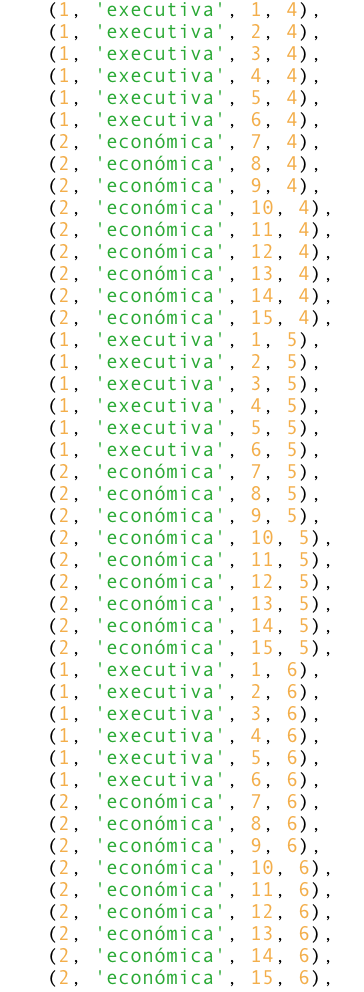 (1, 'executiva', 1, 4),
(1, 'executiva', 2, 4),
(1, 'executiva', 3, 4),
(1, 'executiva', 4, 4),
(1, 'executiva', 5, 4),
(1, 'executiva', 6, 4),
(2, 'económica', 7, 4),
(2, 'económica', 8, 4),
(2, 'económica', 9, 4),
(2, 'económica', 10, 4),
(2, 'económica', 11, 4),
(2, 'económica', 12, 4),
(2, 'económica', 13, 4),
(2, 'económica', 14, 4),
(2, 'económica', 15, 4),
(1, 'executiva', 1, 5),
(1, 'executiva', 2, 5),
(1, 'executiva', 3, 5),
(1, 'executiva', 4, 5),
(1, 'executiva', 5, 5),
(1, 'executiva', 6, 5),
(2, 'económica', 7, 5),
(2, 'económica', 8, 5),
(2, 'económica', 9, 5),
(2, 'económica', 10, 5),
(2, 'económica', 11, 5),
(2, 'económica', 12, 5),
(2, 'económica', 13, 5),
(2, 'económica', 14, 5),
(2, 'económica', 15, 5),
(1, 'executiva', 1, 6),
(1, 'executiva', 2, 6),
(1, 'executiva', 3, 6),
(1, 'executiva', 4, 6),
(1, 'executiva', 5, 6),
(1, 'executiva', 6, 6),
(2, 'económica', 7, 6),
(2, 'económica', 8, 6),
(2, 'económica', 9, 6),
(2, 'económica', 10, 6),
(2, 'económica', 11, 6),
(2, 'económica', 12, 6),
(2, 'económica', 13, 6),
(2, 'económica', 14, 6),
(2, 'económica', 15, 6),